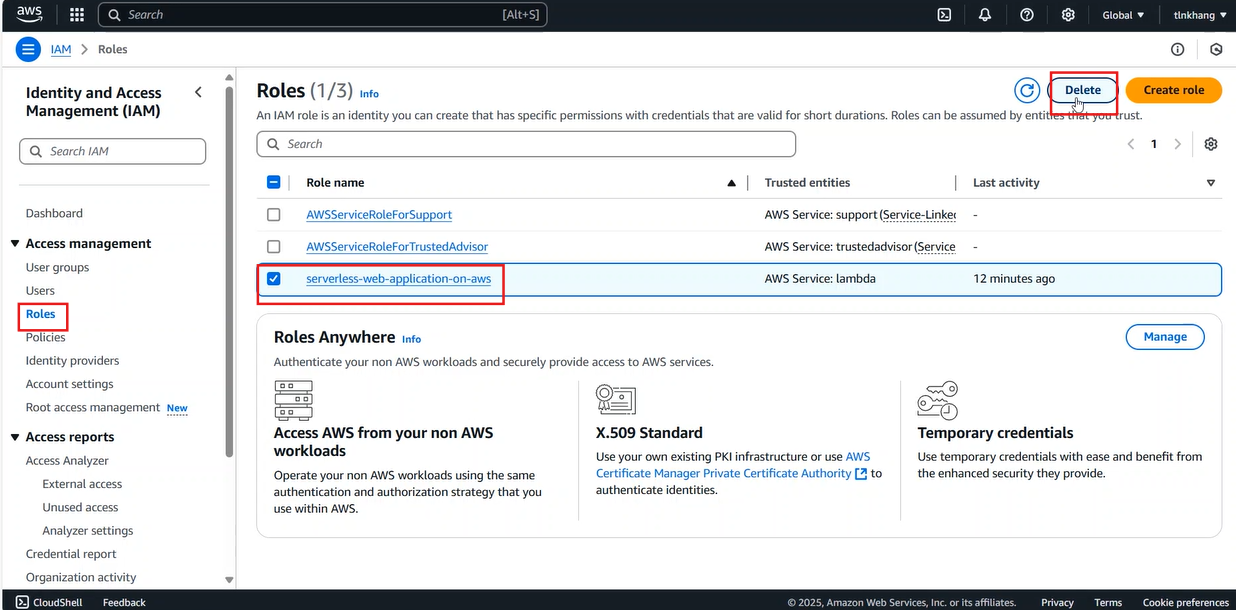 aws
Search [Alt+S] Global ▼ tlnkhang ▼
IAM > Roles
Identity and Access
Management (IAM)
Search IAM
Dashboard
Access management
User groups
Users
Roles
Policies
Identity providers
Account settings
Root access management New
Access reports
Access Analyzer
External access
Unused access
Analyzer settings
Credential report
Organization activity
Roles (1/3) Info
Delete
Create role
An IAM role is an identity you can create that has specific permissions with credentials that are valid for short durations. Roles can be assumed by entities that you trust.
Search
1
Role name Trusted entities Last activity
AWSServiceRoleForSupport AWS Service: support (Service-Linked -
AWSServiceRoleForTrustedAdvisor AWS Service: trustedadvisor (Service -
serverless-web-application-on-aws AWS Service: lambda 12 minutes ago
Roles Anywhere Info
Manage
Authenticate your non AWS workloads and securely provide access to AWS services.
Access AWS from your non AWS
workloads
Operate your non AWS workloads using the same
authentication and authorization strategy that you
use within AWS.
X.509 Standard
Use your own existing PKI infrastructure or use AWS
Certificate Manager Private Certificate Authority to
authenticate identities.
Temporary credentials
Use temporary credentials with ease and benefit from
the enhanced security they provide.
CloudShell Feedback © 2025, Amazon Web Services, Inc. or its affiliates. Privacy Terms Cookie preferences